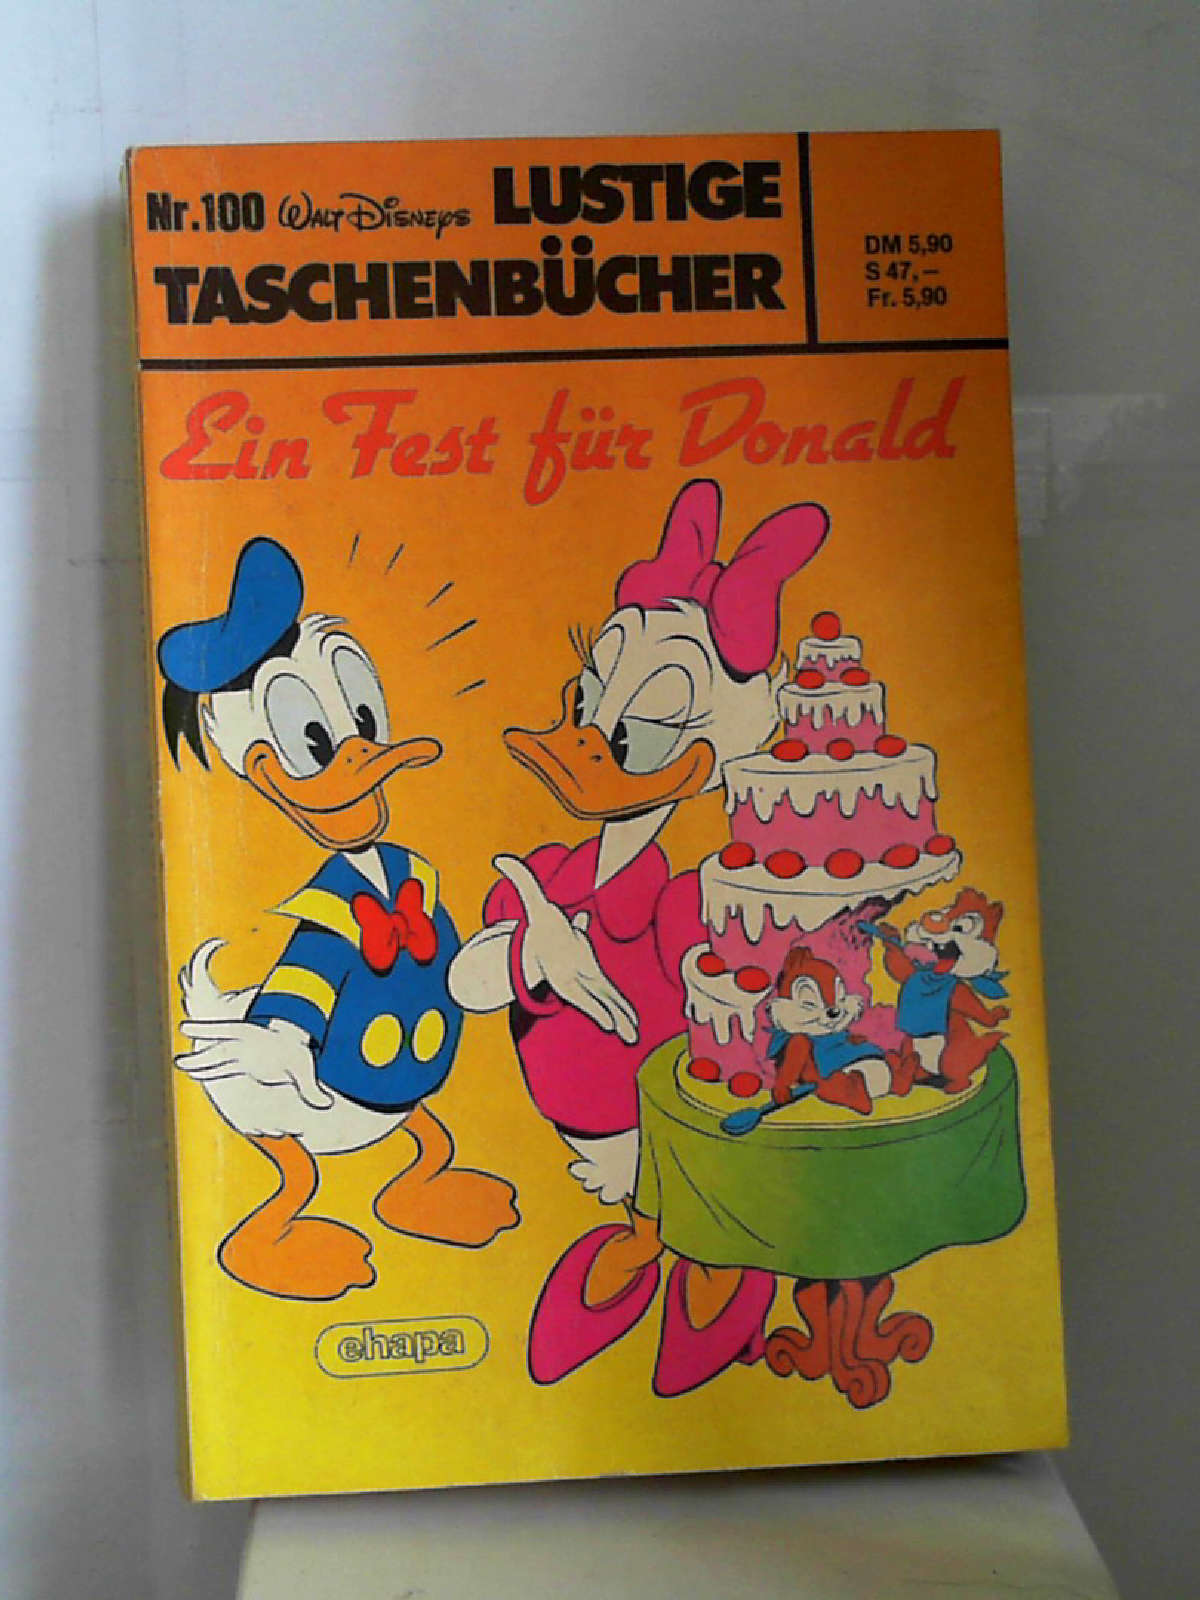 Nr.100 WALT DISNEYS LUSTIGE
TASCHENBÜCHER
DM 5,90
S 47,–
Fr. 5,90
Ein Fest für Donald
ehapa